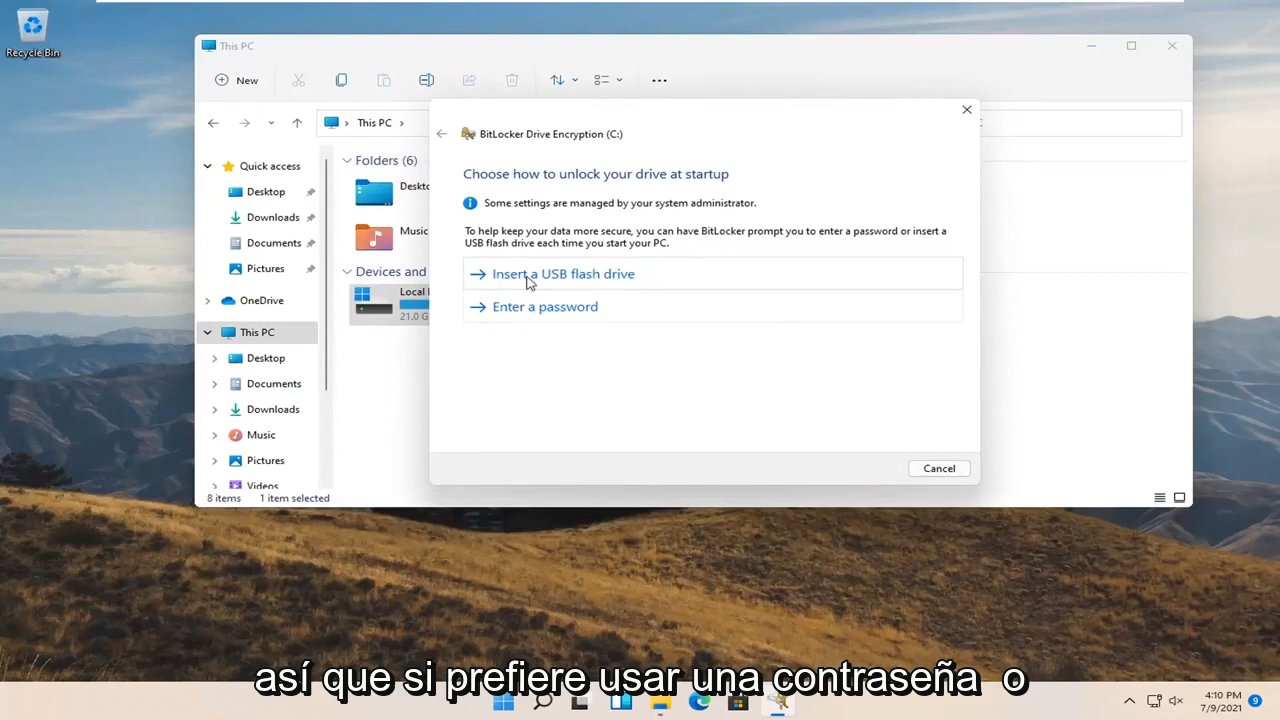 Recycle Bin
This PC
New
This PC
Quick access
Desktop
Downloads
Documents
Pictures
OneDrive
This PC
Desktop
Documents
Downloads
Music
Pictures
Videos
Folders (6)
Music
Devices and
Local
21.0 G
8 items
1 item selected
BitLocker Drive Encryption (C:)
Choose how to unlock your drive at startup
Some settings are managed by your system administrator.
To help keep your data more secure, you can have BitLocker prompt you to enter a password or insert a
USB flash drive each time you start your PC.
Insert a USB flash drive
Enter a password
Cancel
así que si prefiere usar una contraseña o
4:10 PM
7/9/2021
9